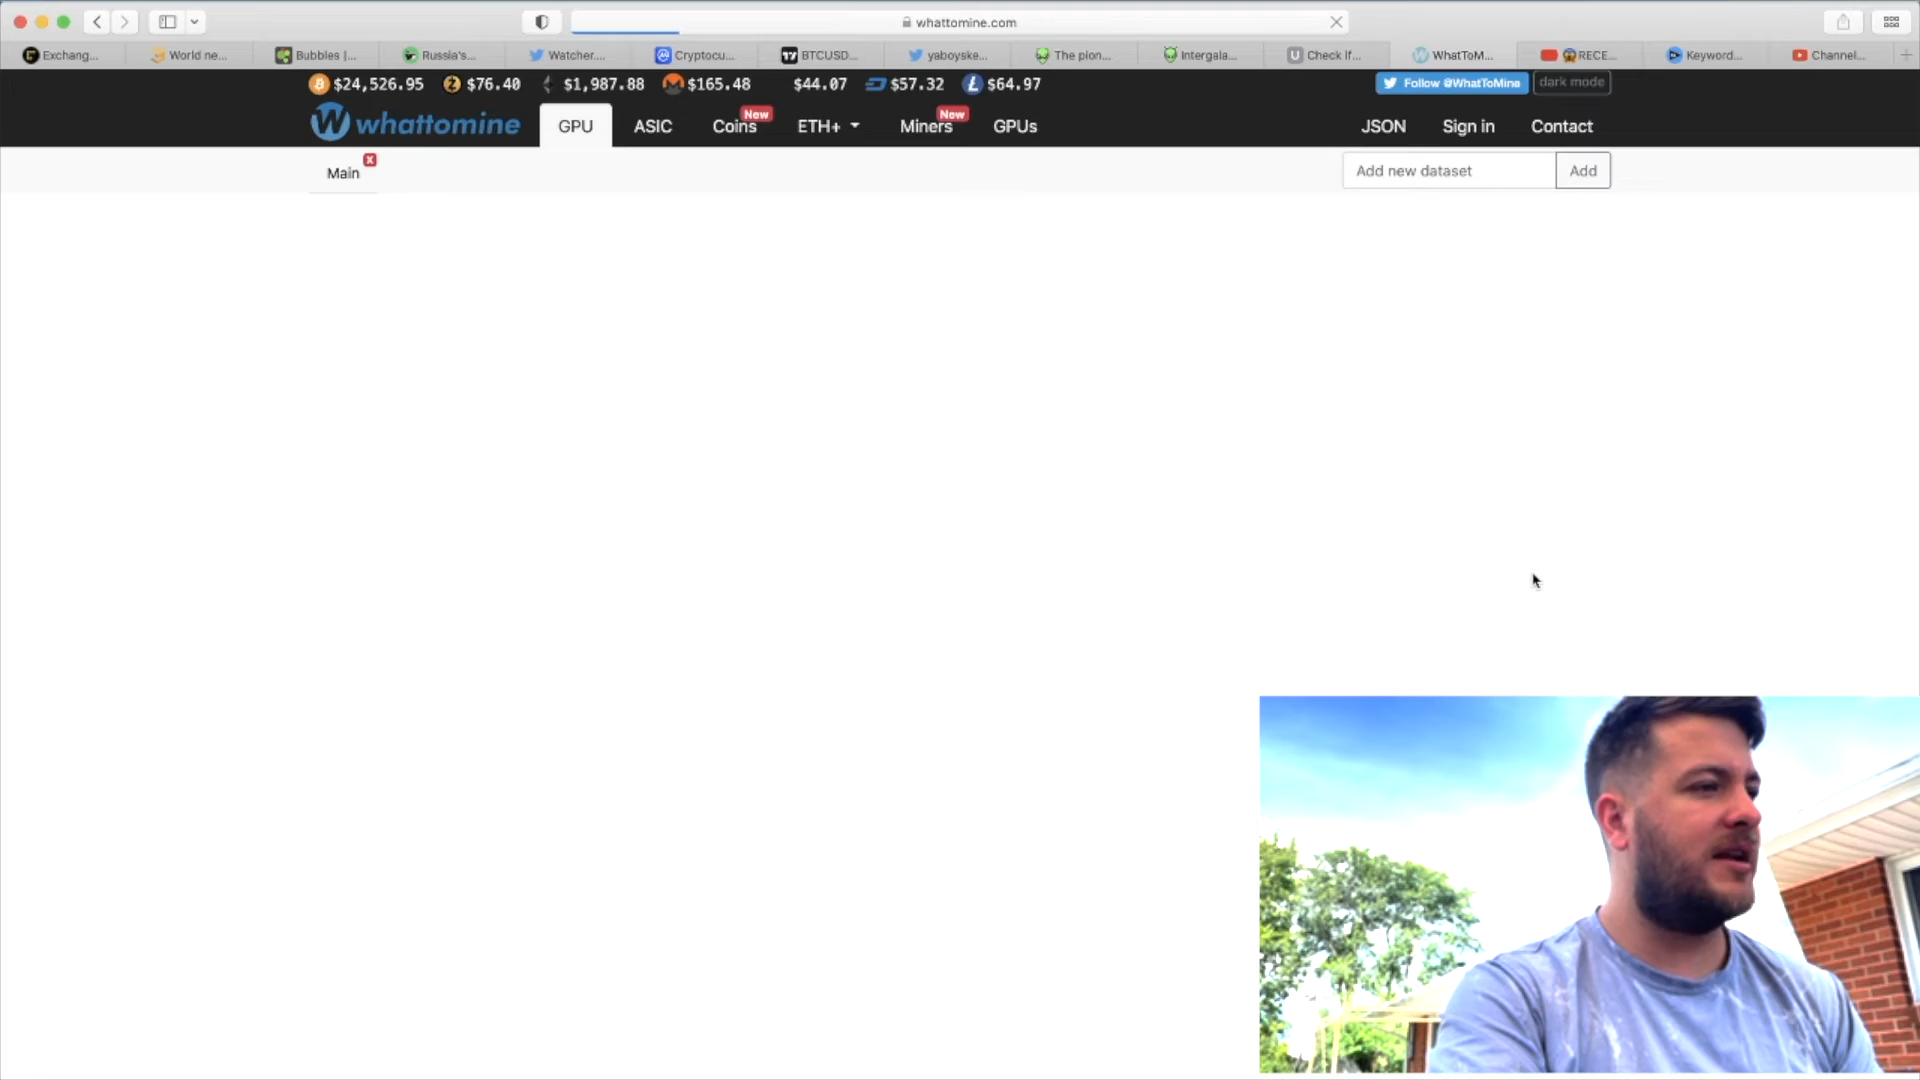 whattomine.com
Exchang... World ne... Bubbles |... Russia's... Watcher.... Cryptocu... BTCUSD... yaboyske... The pion... Intergala... Check If... WhatToM... RECE... Keyword... Channel...
$24,526.95 $76.40 $1,987.88 $165.48 $44.07 $57.32 $64.97 Follow @WhatToMine dark mode
whattomine GPU ASIC Coins New ETH+ Miners New GPUs JSON Sign in Contact
Main x Add new dataset Add